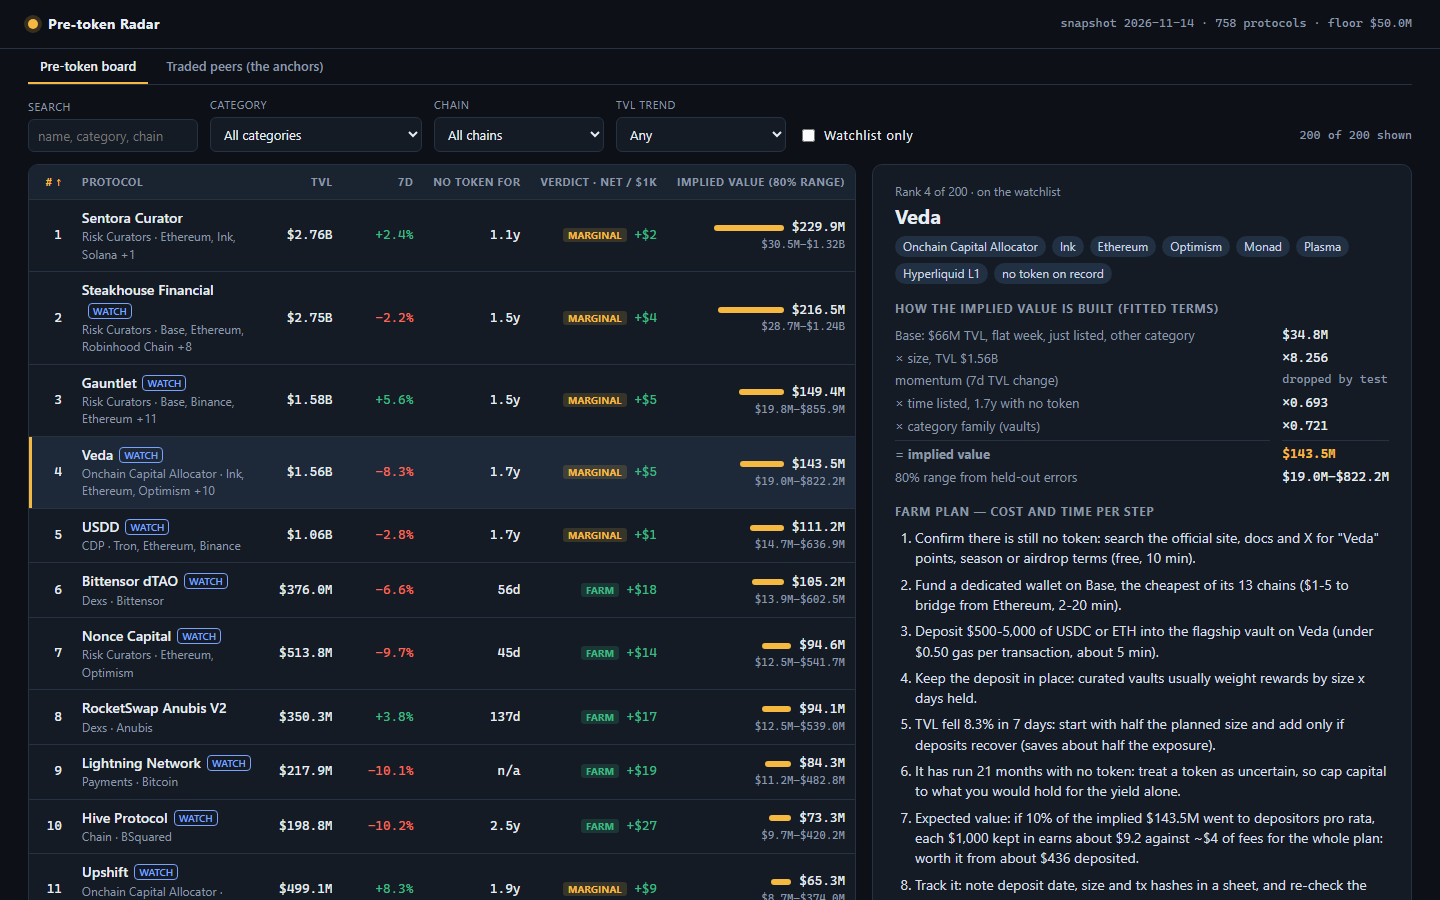 Pre-token Radar
snapshot 2026-11-14 · 758 protocols · floor $50.0M
Pre-token board
Traded peers (the anchors)
SEARCH
CATEGORY
CHAIN
TVL TREND
name, category, chain
All categories
All chains
Any
Watchlist only
200 of 200 shown
# ↑ PROTOCOL TVL 7D NO TOKEN FOR VERDICT · NET / $1K IMPLIED VALUE (80% RANGE)
1 Sentora Curator $2.76B +2.4% 1.1y MARGINAL +$2 $229.9M
Risk Curators · Ethereum, Ink, $30.5M–$1.32B
Solana +1
2 Steakhouse Financial $2.75B −2.2% 1.5y MARGINAL +$4 $216.5M
WATCH $28.7M–$1.24B
Risk Curators · Base, Ethereum,
Robinhood Chain +8
3 Gauntlet WATCH $1.58B +5.6% 1.5y MARGINAL +$5 $149.4M
Risk Curators · Base, Binance, $19.8M–$855.9M
Ethereum +11
4 Veda WATCH $1.56B −8.3% 1.7y MARGINAL +$5 $143.5M
Onchain Capital Allocator · Ink, $19.0M–$822.2M
Ethereum, Optimism +10
5 USDD WATCH $1.06B −2.8% 1.7y MARGINAL +$1 $111.2M
CDP · Tron, Ethereum, Binance $14.7M–$636.9M
6 Bittensor dTAO WATCH $376.0M −6.6% 56d FARM +$18 $105.2M
Dexs · Bittensor $13.9M–$602.5M
7 Nonce Capital WATCH $513.8M −9.7% 45d FARM +$14 $94.6M
Risk Curators · Ethereum, $12.5M–$541.7M
Optimism
8 RocketSwap Anubis V2 $350.3M +3.8% 137d FARM +$17 $94.1M
Dexs · Anubis $12.5M–$539.0M
9 Lightning Network WATCH $217.9M −10.1% n/a FARM +$19 $84.3M
Payments · Bitcoin $11.2M–$482.8M
10 Hive Protocol WATCH $198.8M −10.2% 2.5y FARM +$27 $73.3M
Chain · BSquared $9.7M–$420.2M
11 Upshift WATCH $499.1M +8.3% 1.9y MARGINAL +$9 $65.3M
Onchain Capital Allocator · $8.7M–$374.0M
Rank 4 of 200 · on the watchlist
Veda
Onchain Capital Allocator Ink Ethereum Optimism Monad Plasma
Hyperliquid L1 no token on record
HOW THE IMPLIED VALUE IS BUILT (FITTED TERMS)
Base: $66M TVL, flat week, just listed, other category $34.8M
× size, TVL $1.56B ×8.256
momentum (7d TVL change) dropped by test
× time listed, 1.7y with no token ×0.693
× category family (vaults) ×0.721
= implied value $143.5M
80% range from held-out errors $19.0M–$822.2M
FARM PLAN — COST AND TIME PER STEP
1. Confirm there is still no token: search the official site, docs and X for "Veda"
points, season or airdrop terms (free, 10 min).
2. Fund a dedicated wallet on Base, the cheapest of its 13 chains ($1-5 to
bridge from Ethereum, 2-20 min).
3. Deposit $500-5,000 of USDC or ETH into the flagship vault on Veda (under
$0.50 gas per transaction, about 5 min).
4. Keep the deposit in place: curated vaults usually weight rewards by size x
days held.
5. TVL fell 8.3% in 7 days: start with half the planned size and add only if
deposits recover (saves about half the exposure).
6. It has run 21 months with no token: treat a token as uncertain, so cap capital
to what you would hold for the yield alone.
7. Expected value: if 10% of the implied $143.5M went to depositors pro rata,
each $1,000 kept in earns about $9.2 against ~$4 of fees for the whole plan:
worth it from about $436 deposited.
8. Track it: note deposit date, size and tx hashes in a sheet, and re-check the